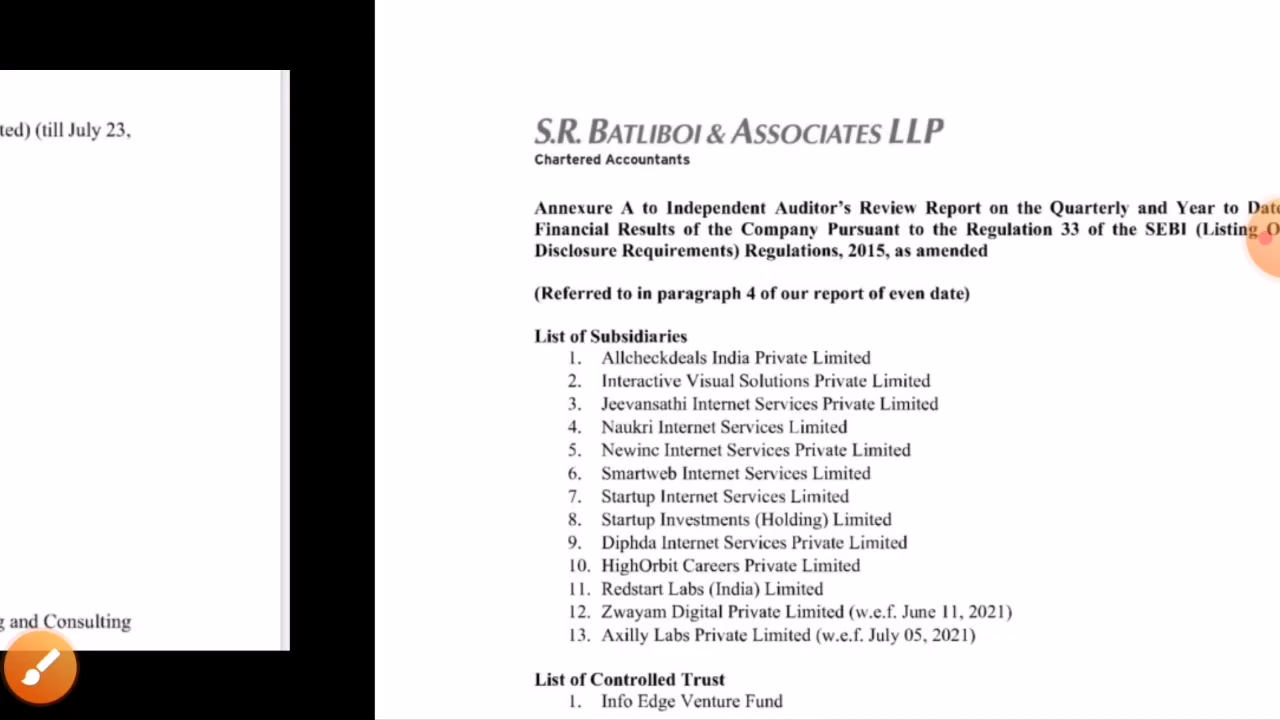 ted) (till July 23,
g and Consulting
S.R. BATLIBOI & ASSOCIATES LLP
Chartered Accountants
Annexure A to Independent Auditor's Review Report on the Quarterly and Year to Date
Financial Results of the Company Pursuant to the Regulation 33 of the SEBI (Listing O
Disclosure Requirements) Regulations, 2015, as amended
(Referred to in paragraph 4 of our report of even date)
List of Subsidiaries
1. Allcheckdeals India Private Limited
2. Interactive Visual Solutions Private Limited
3. Jeevansathi Internet Services Private Limited
4. Naukri Internet Services Limited
5. Newinc Internet Services Private Limited
6. Smartweb Internet Services Limited
7. Startup Internet Services Limited
8. Startup Investments (Holding) Limited
9. Diphda Internet Services Private Limited
10. HighOrbit Careers Private Limited
11. Redstart Labs (India) Limited
12. Zwayam Digital Private Limited (w.e.f. June 11, 2021)
13. Axilly Labs Private Limited (w.e.f. July 05, 2021)
List of Controlled Trust
1. Info Edge Venture Fund